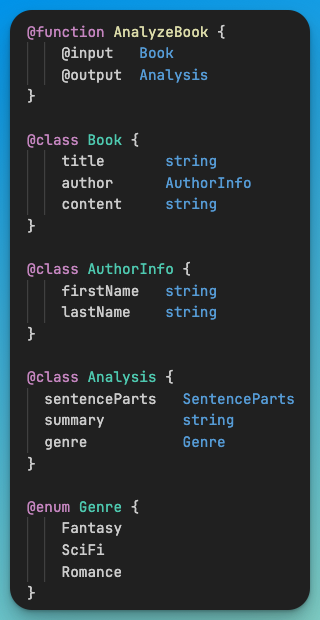 @function AnalyzeBook {
@input Book
@output Analysis
}
@class Book {
title string
author AuthorInfo
content string
}
@class AuthorInfo {
firstName string
lastName string
}
@class Analysis {
sentenceParts SentenceParts
summary string
genre Genre
}
@enum Genre {
Fantasy
SciFi
Romance
}